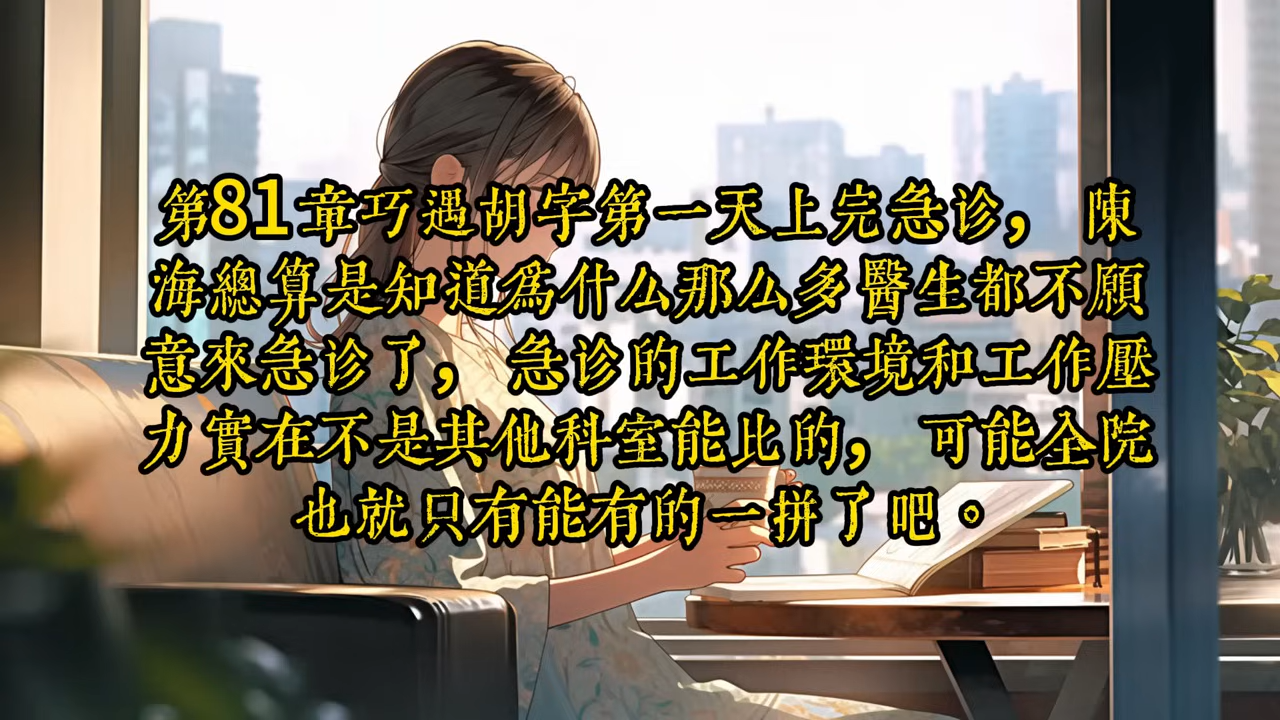 第81章巧遇胡字第一天上完急诊， 陳
海總算是知道爲什么那么多醫生都不願
意來急诊了， 急诊的工作環境和工作壓
力實在不是其他科室能比的， 可能全院
也就只有能有的一拼了吧。